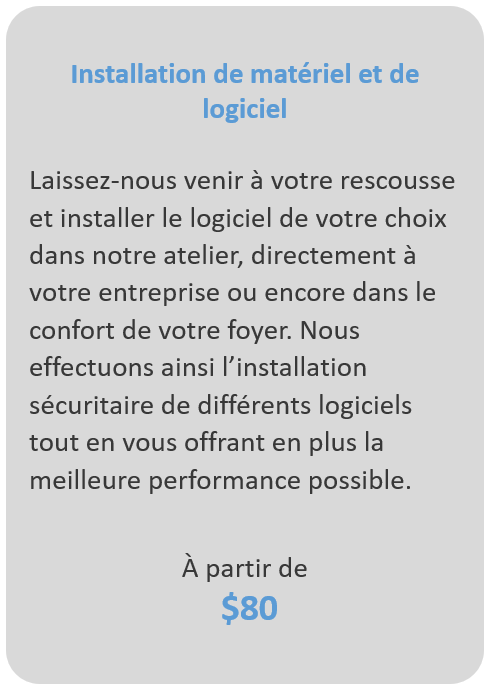 Installation de matériel et de
logiciel
Laissez-nous venir à votre rescousse
et installer le logiciel de votre choix
dans notre atelier, directement à
votre entreprise ou encore dans le
confort de votre foyer. Nous
effectuons ainsi l’installation
sécuritaire de différents logiciels
tout en vous offrant en plus la
meilleure performance possible.
À partir de
$80